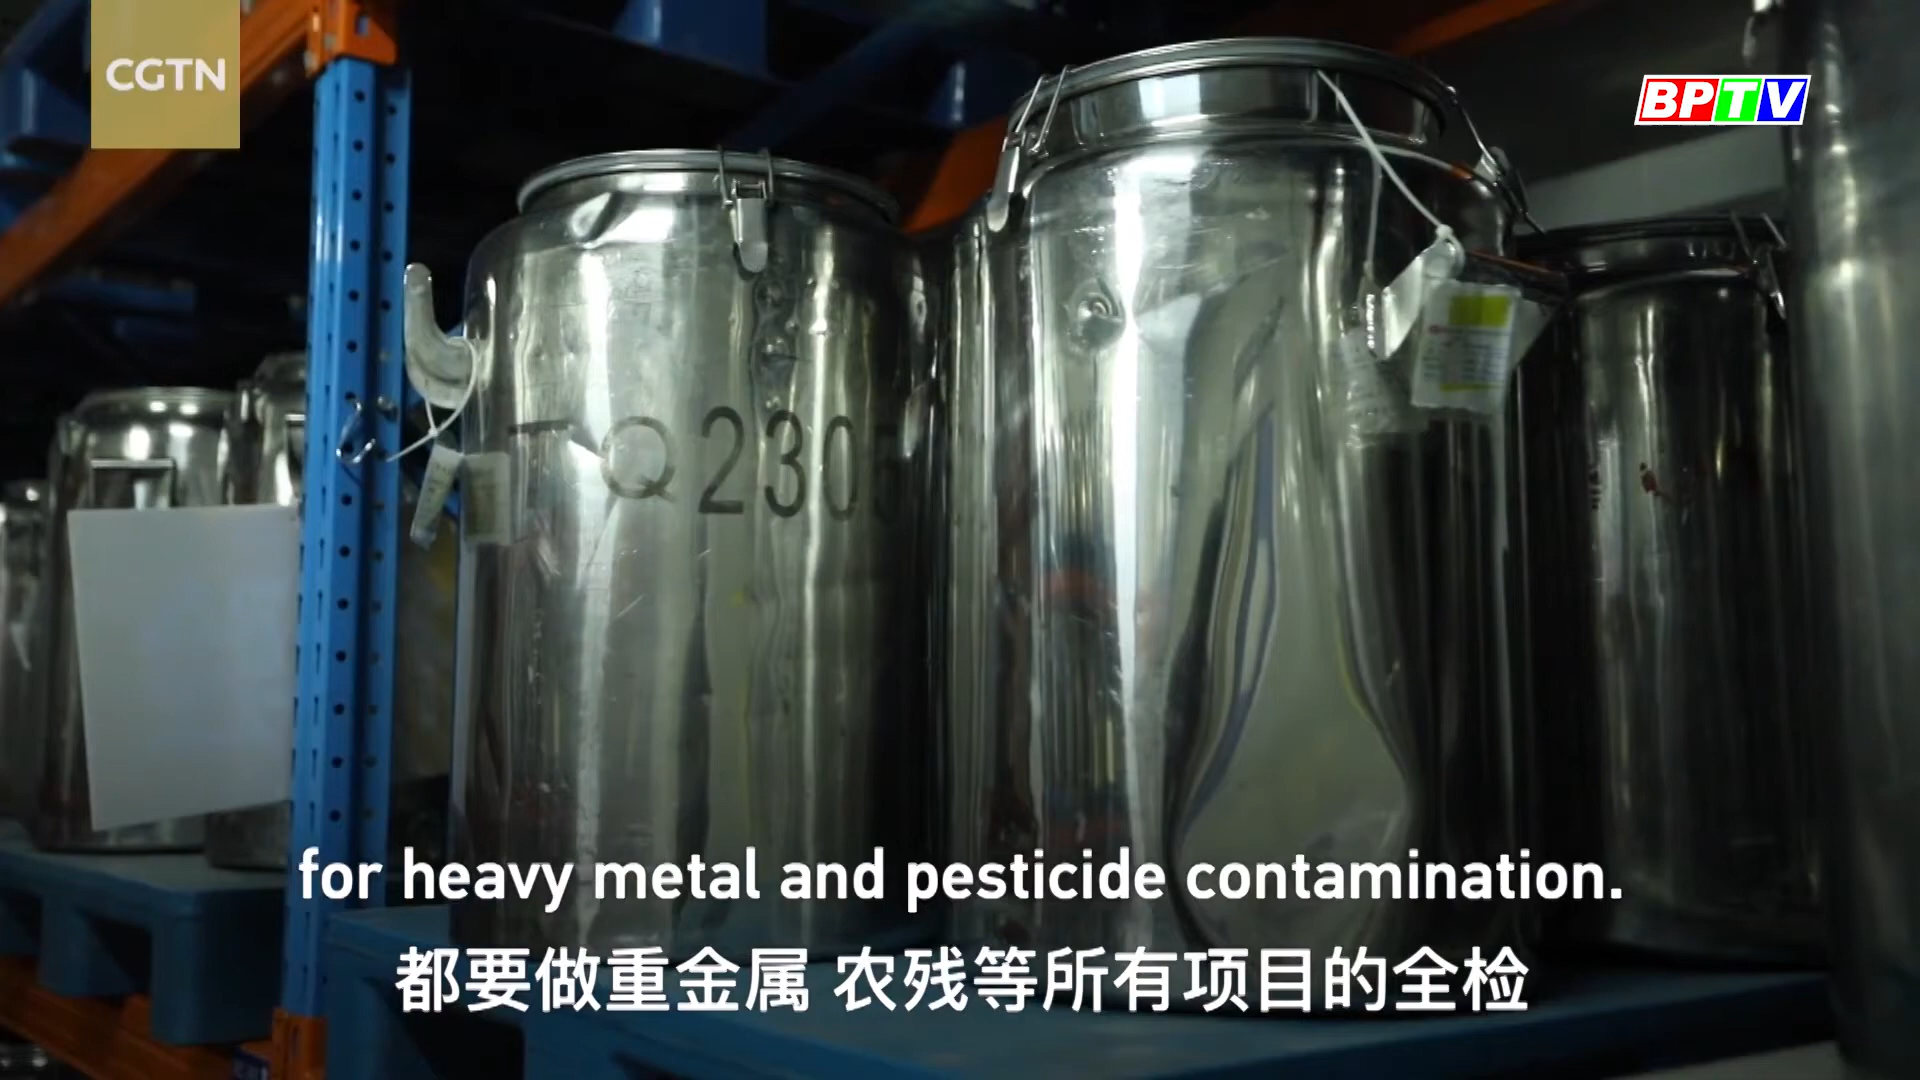 CGTN
BPTV
TQ2305
for heavy metal and pesticide contamination.
都要做重金属 农残等所有项目的全检